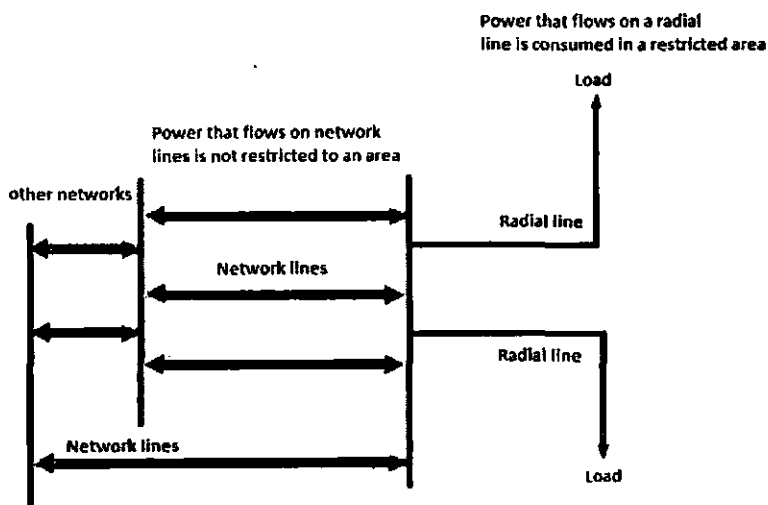 Power that flows on a radial
line is consumed in a restricted area
Load
Power that flows on network
lines is not restricted to an area
other networks
Radial line
Network lines
Radial line
Network lines
Load